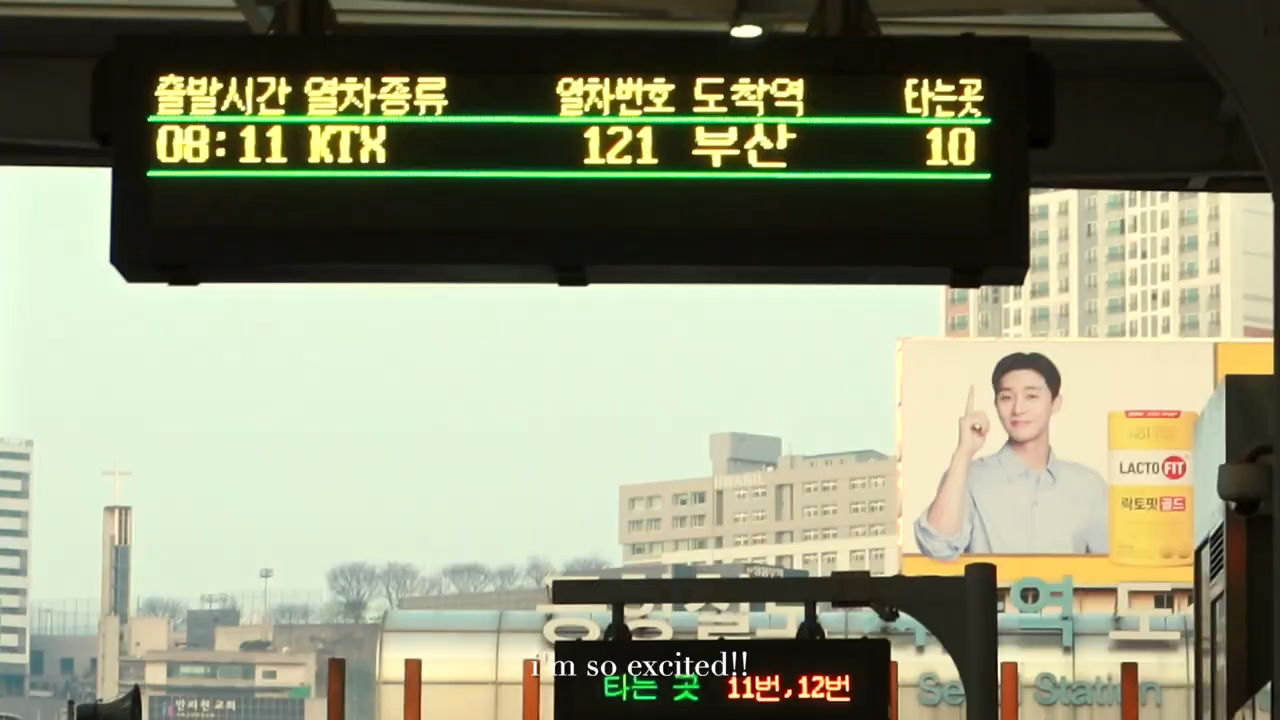 출발시간 열차종류 열차번호 도착역 타는곳
08:11 KTX 121 부산 10
LACTO FIT
락토핏 골드
역
i'm so excited!!
타는 곳 11번,12번
Station